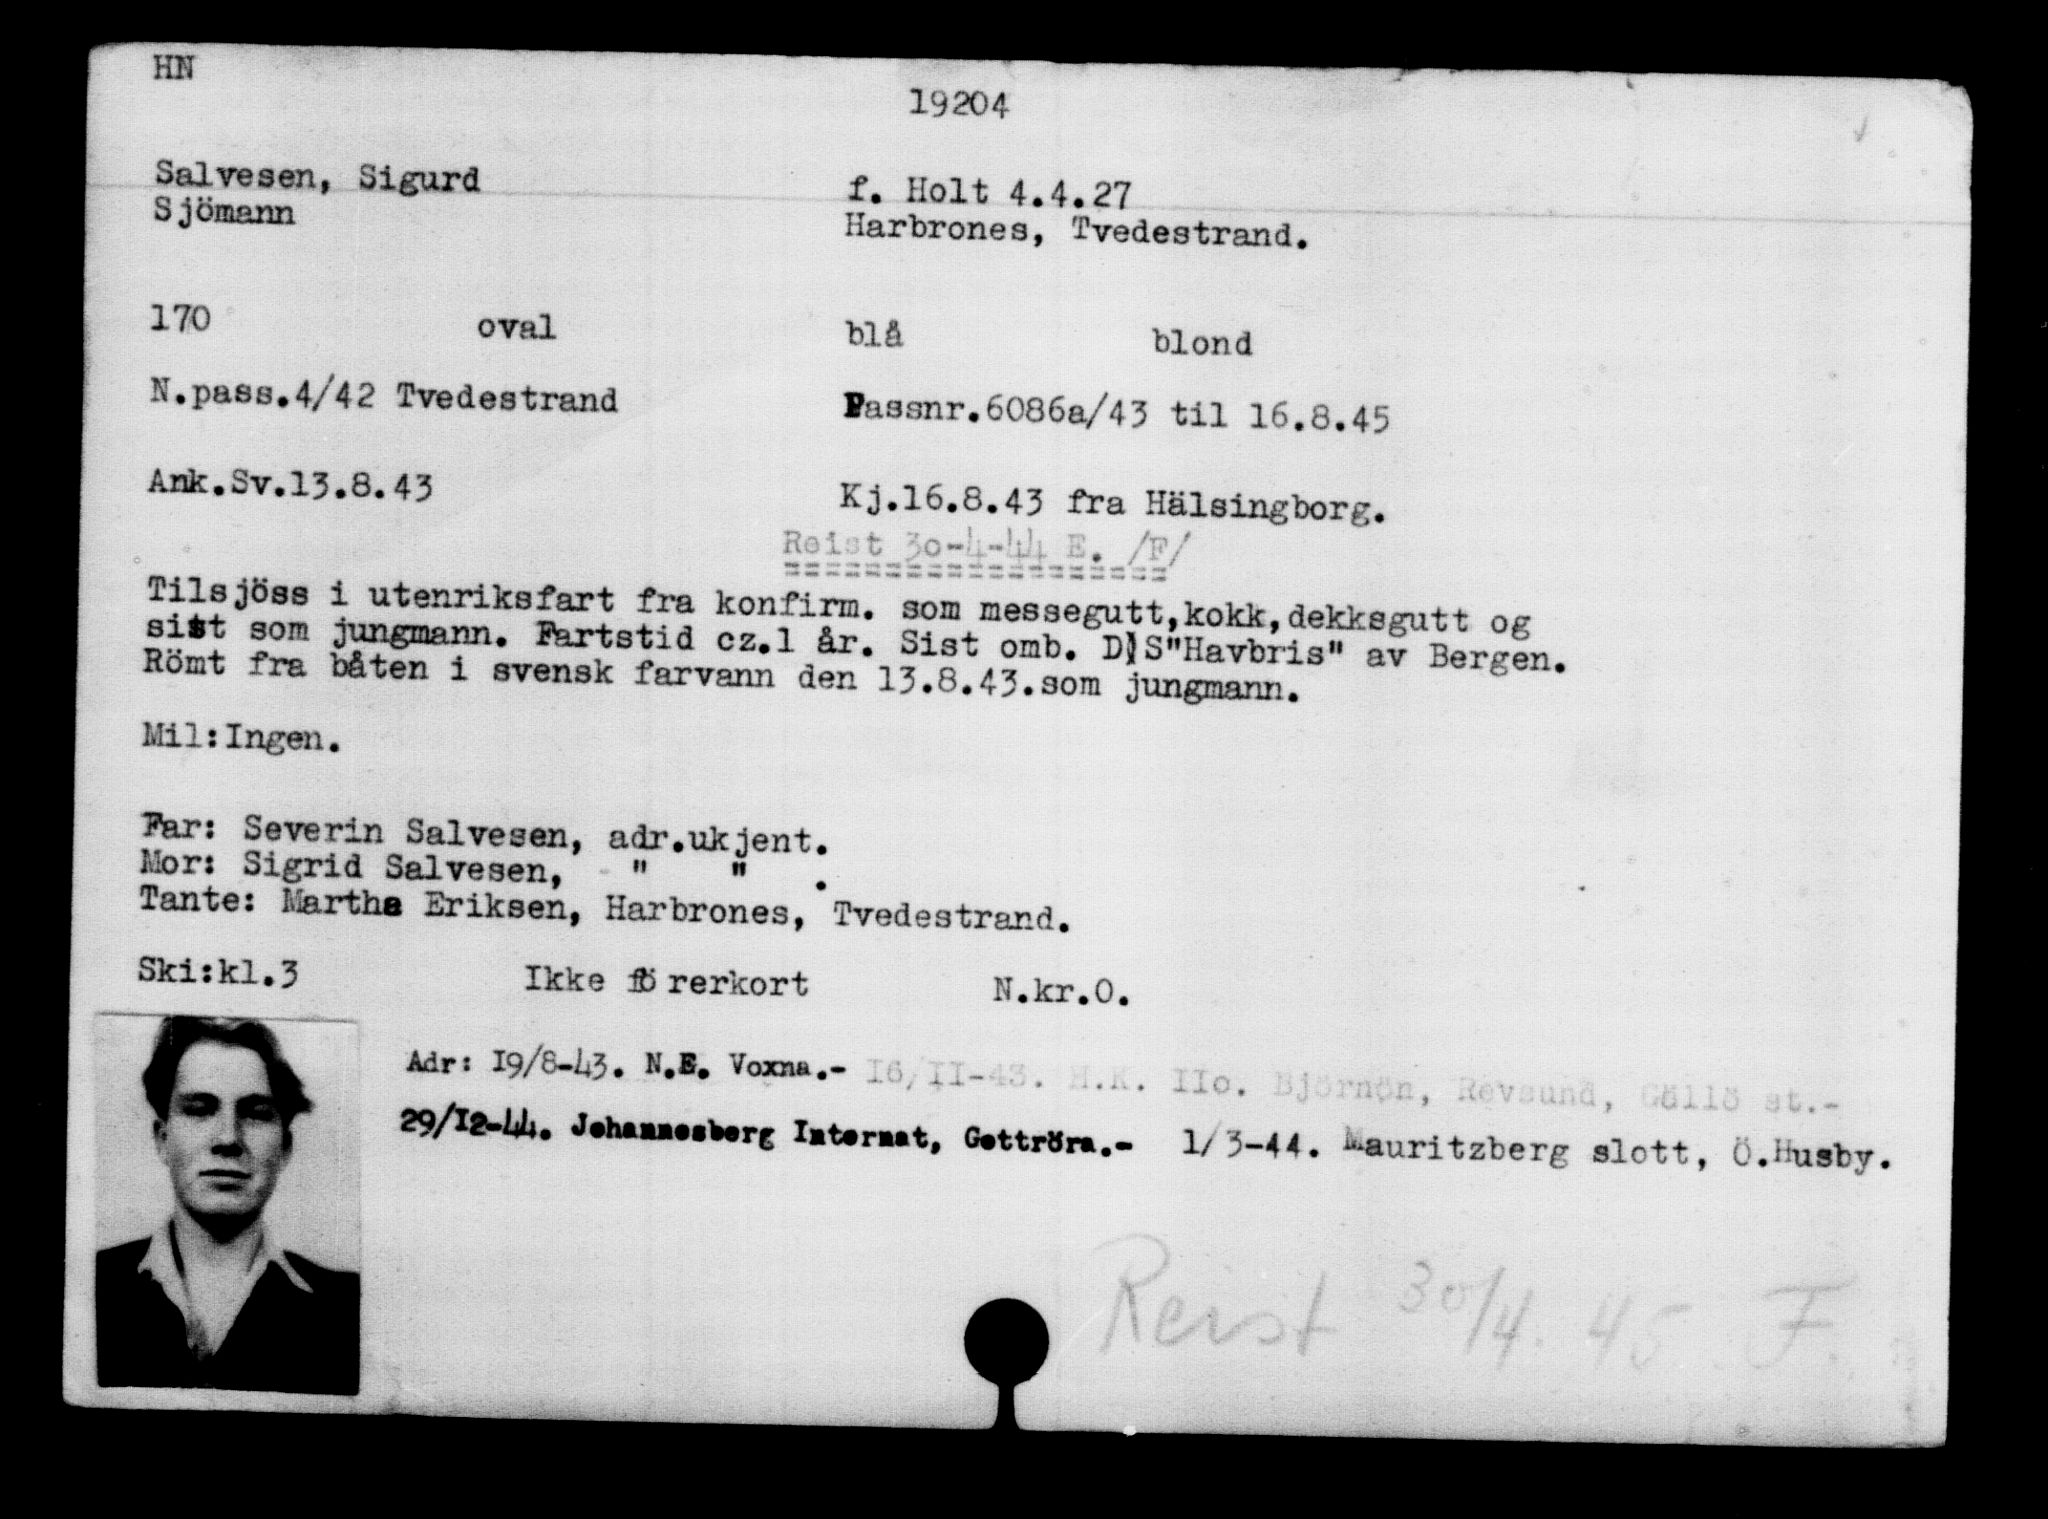 HN
19204
Salvesen, Sigurd f. Holt 4.4.27
Sjömann Harbrones, Tvedestrand.
170 oval blå blond
N.pass.4/42 Tvedestrand Passnr.6086a/43 til 16.8.45
Ank.Sv.13.8.43 Kj.16.8.43 fra Hälsingborg.
Reist 30-4-44 E. /F/
===================
Tilsjöss i utenriksfart fra konfirm. som messegutt,kokk,dekksgutt og
sist som jungmann. Fartstid cz.1 år. Sist omb. D/S"Havbris" av Bergen.
Römt fra båten i svensk farvann den 13.8.43.som jungmann.
Mil:Ingen.
Far: Severin Salvesen, adr.ukjent.
Mor: Sigrid Salvesen, " " .
Tante: Martha Eriksen, Harbrones, Tvedestrand.
Ski:kl.3 Ikke förerkort N.kr.0.
Adr: I9/8-43. N.E. Voxna.- I6/II-43. H.K. IIo. Björnön, Revsund, Gällö st.-
29/I2-44. Johannesberg Internat, Gottröra.- 1/3-44. Mauritzberg slott, Ö.Husby.
Reist 30/4. 45 F.